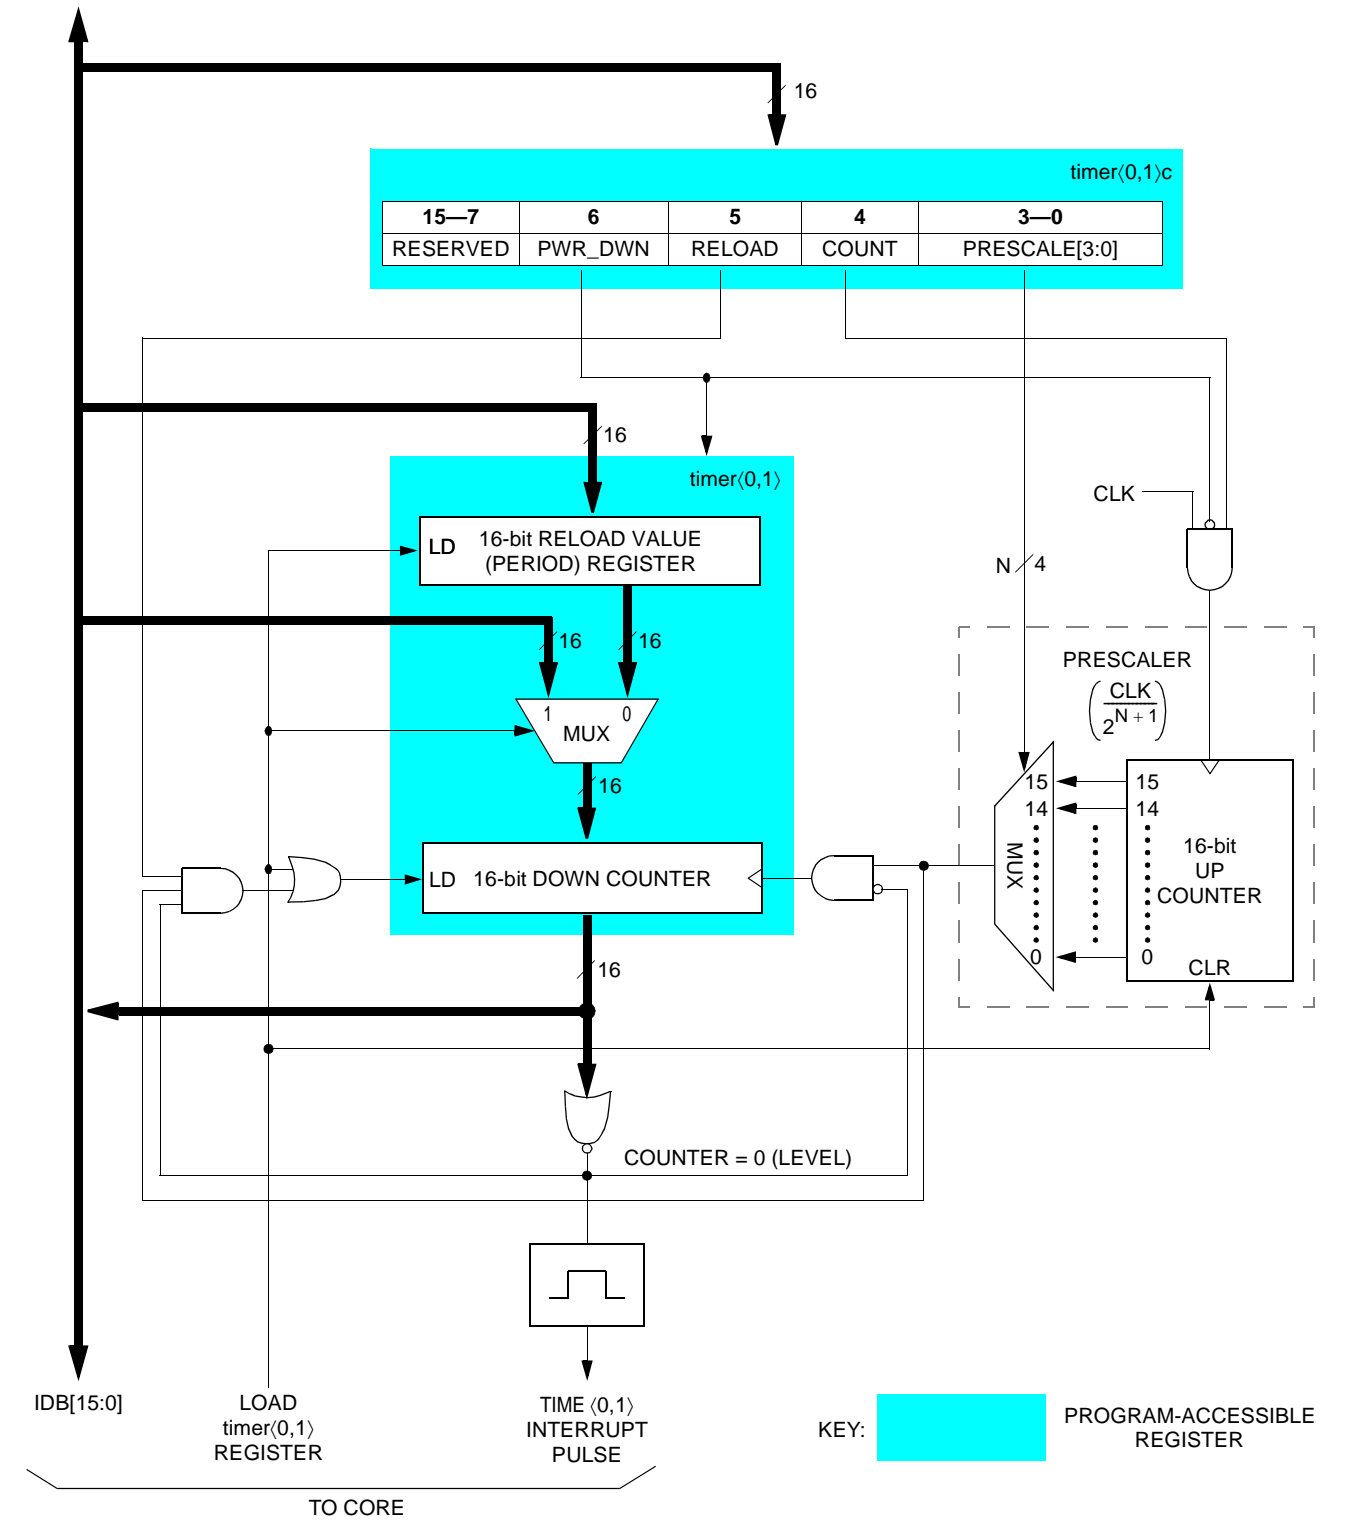 16
timer⟨0,1⟩c
15—7 6 5 4 3—0
RESERVED PWR_DWN RELOAD COUNT PRESCALE[3:0]
16
timer⟨0,1⟩
CLK
LD 16-bit RELOAD VALUE
(PERIOD) REGISTER
N 4
16 16
PRESCALER
(CLK / 2^N + 1)
1 0
MUX
16
15 15
14 14
MUX
16-bit
UP
COUNTER
LD 16-bit DOWN COUNTER
0 0
CLR
16
COUNTER = 0 (LEVEL)
IDB[15:0]
LOAD
timer⟨0,1⟩
REGISTER
TIME ⟨0,1⟩
INTERRUPT
PULSE
KEY:
PROGRAM-ACCESSIBLE
REGISTER
TO CORE